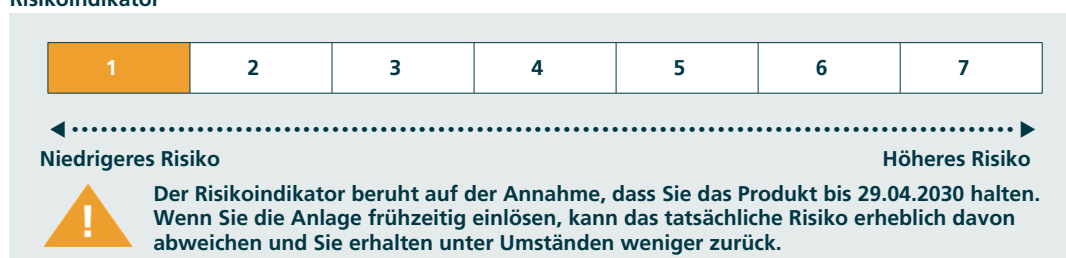 Risikoindikator
1 2 3 4 5 6 7
Niedrigeres Risiko Höheres Risiko
Der Risikoindikator beruht auf der Annahme, dass Sie das Produkt bis 29.04.2030 halten.
! Wenn Sie die Anlage frühzeitig einlösen, kann das tatsächliche Risiko erheblich davon
abweichen und Sie erhalten unter Umständen weniger zurück.